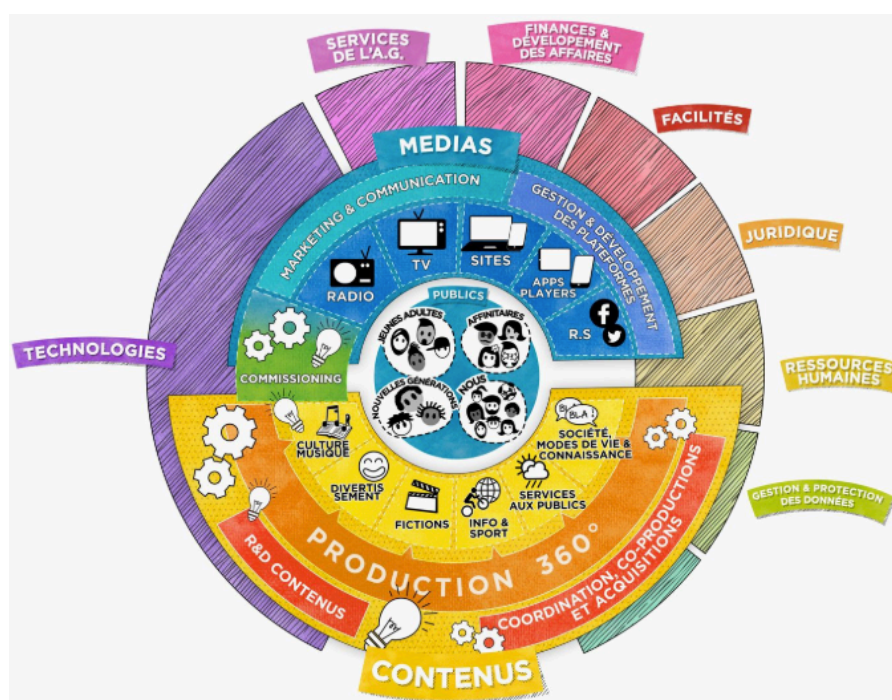 SERVICES
DE L'A.G.
FINANCES &
DÉVELOPEMENT
DES AFFAIRES
FACILITÉS
MEDIAS
MARKETING & COMMUNICATION
GESTION & DÉVELOPPEMENT
DES PLATEFORMES
TV
SITES
RADIO
APPS
PLAYERS
R.S
JURIDIQUE
PUBLICS
JEUNES ADULTES
AFFINITAIRES
NOUVELLES GÉNÉRATIONS
NOUS
TECHNOLOGIES
COMMISSIONING
RESSOURCES
HUMAINES
CULTURE
MUSIQUE
BLA
SOCIÉTÉ,
MODES DE VIE &
CONNAISSANCE
DIVERTIS
SEMENT
FICTIONS
INFO &
SPORT
SERVICES
AUX PUBLICS
GESTION & PROTECTION
DES DONNÉES
PRODUCTION 360°
R&D CONTENUS
COORDINATION, CO-PRODUCTIONS
ET ACQUISITIONS
CONTENUS